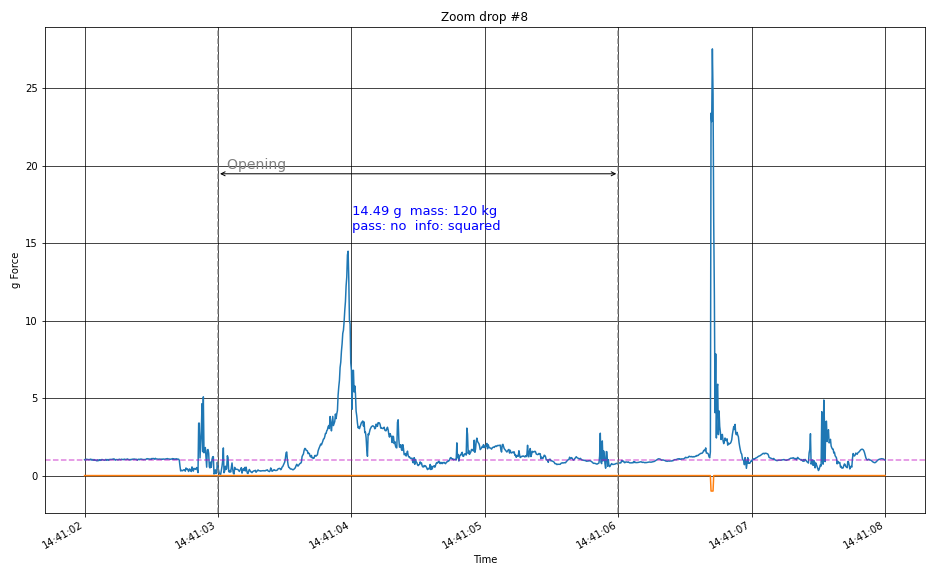 Zoom drop #8
25
20
15
10
5
0
g Force
Opening
14.49 g  mass: 120 kg
pass: no  info: squared
14:41:02
14:41:03
14:41:04
14:41:05
14:41:06
14:41:07
14:41:08
Time